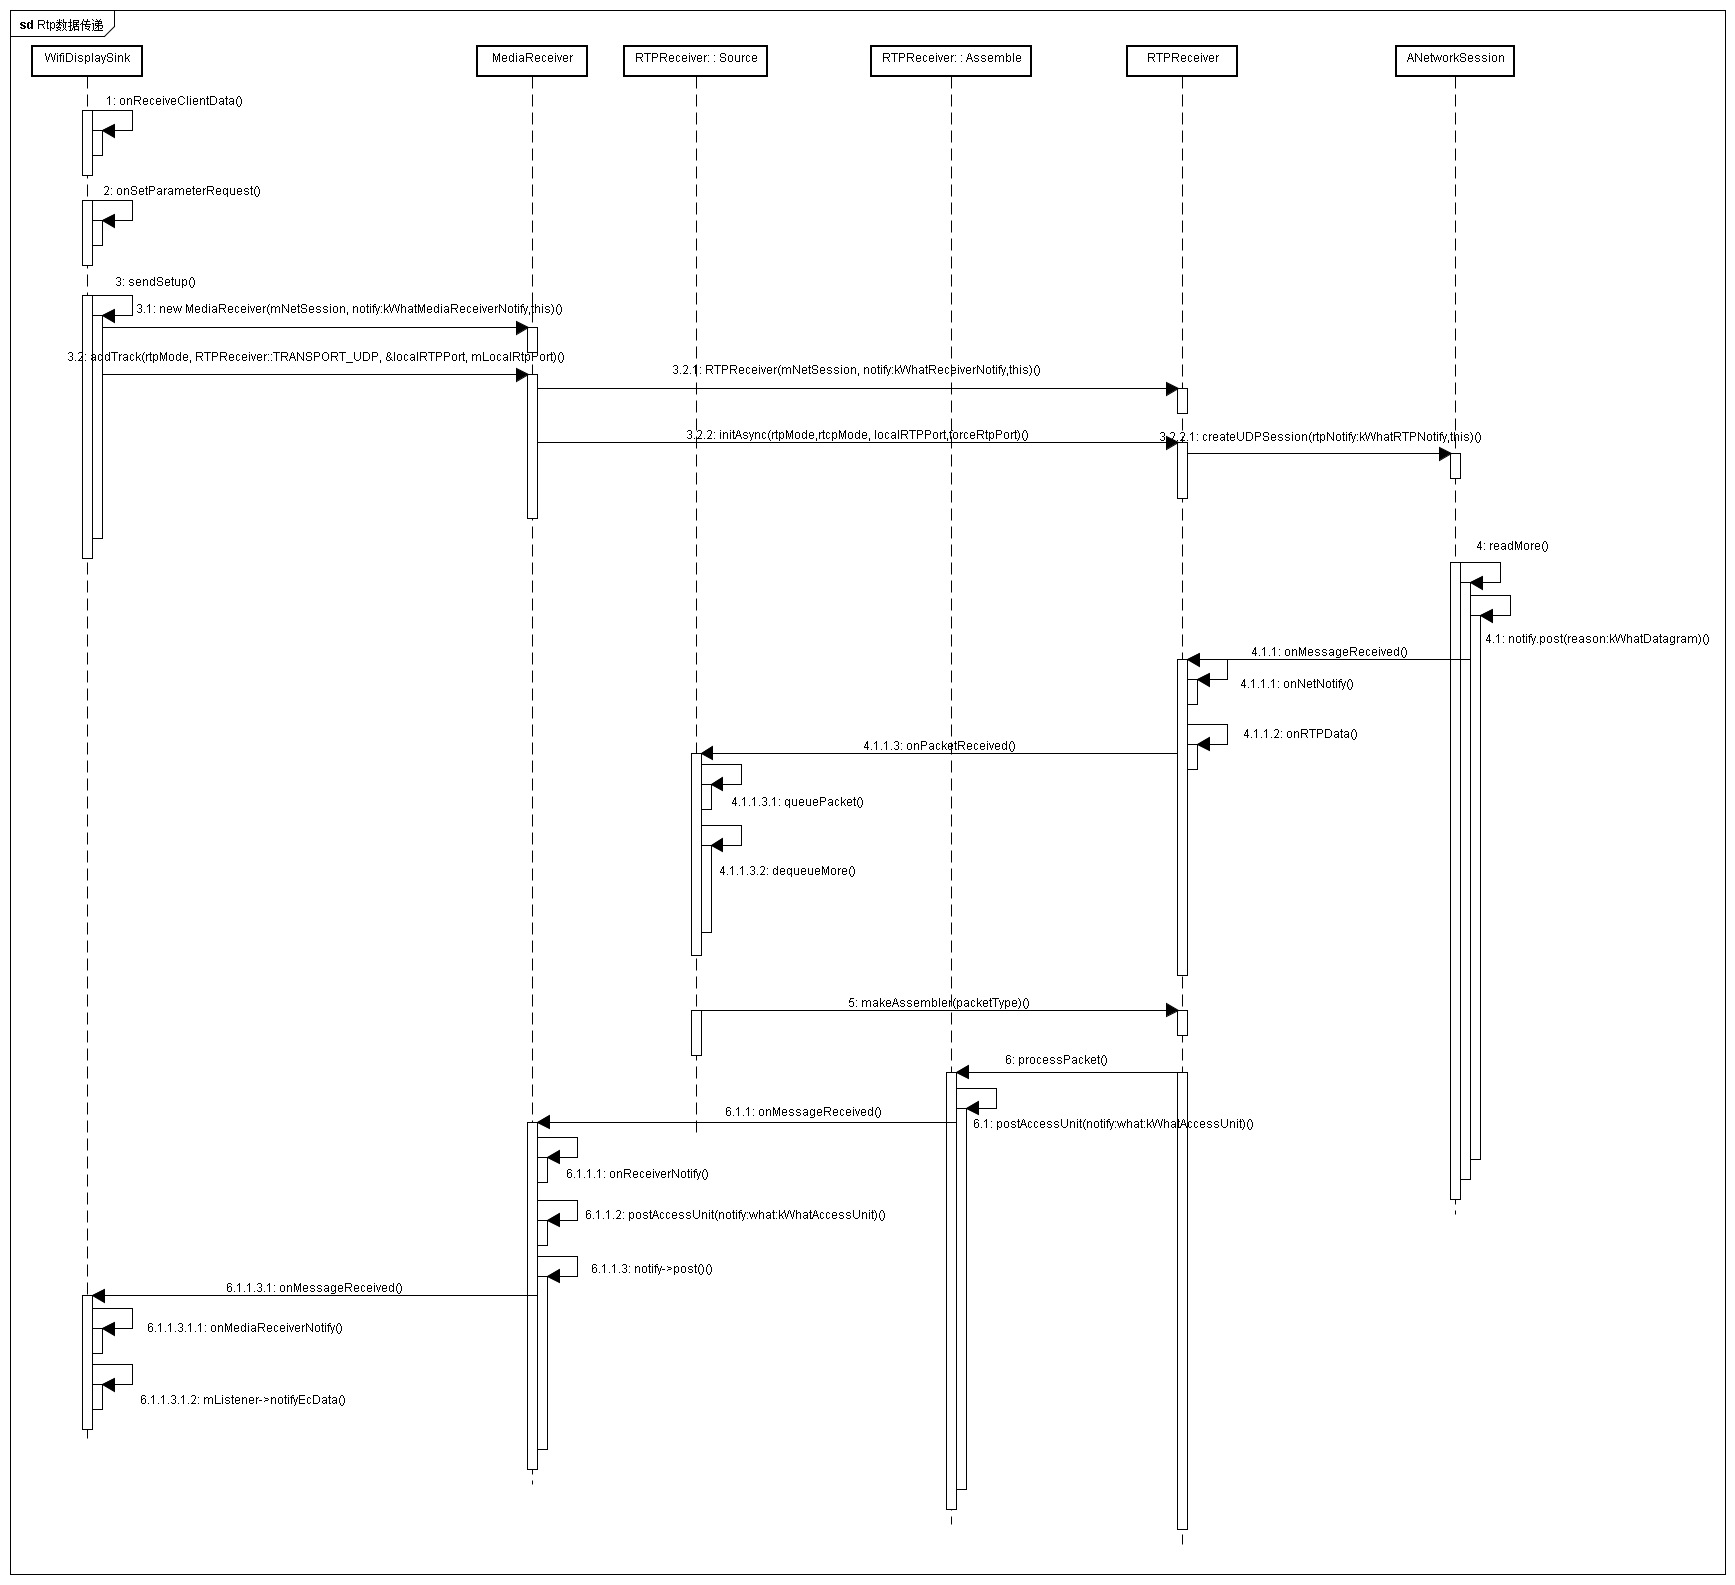 sd Rtp数据传递
WifiDisplaySink
MediaReceiver
RTPReceiver: : Source
RTPReceiver: : Assemble
RTPReceiver
ANetworkSession
1: onReceiveClientData()
2: onSetParameterRequest()
3: sendSetup()
3.1: new MediaReceiver(mNetSession, notify:kWhatMediaReceiverNotify,this)()
3.2: addTrack(rtpMode, RTPReceiver::TRANSPORT_UDP, &localRTPPort, mLocalRtpPort)()
3.2.1: RTPReceiver(mNetSession, notify:kWhatReceiverNotify,this)()
3.2.2: initAsync(rtpMode,rtcpMode, localRTPPort,forceRtpPort)()
3.2.2.1: createUDPSession(rtpNotify:kWhatRTPNotify,this)()
4: readMore()
4.1: notify.post(reason:kWhatDatagram)()
4.1.1: onMessageReceived()
4.1.1.1: onNetNotify()
4.1.1.2: onRTPData()
4.1.1.3: onPacketReceived()
4.1.1.3.1: queuePacket()
4.1.1.3.2: dequeueMore()
5: makeAssembler(packetType)()
6: processPacket()
6.1.1: onMessageReceived()
6.1: postAccessUnit(notify:what:kWhatAccessUnit)()
6.1.1.1: onReceiverNotify()
6.1.1.2: postAccessUnit(notify:what:kWhatAccessUnit)()
6.1.1.3: notify->post()()
6.1.1.3.1: onMessageReceived()
6.1.1.3.1.1: onMediaReceiverNotify()
6.1.1.3.1.2: mListener->notifyEcData()